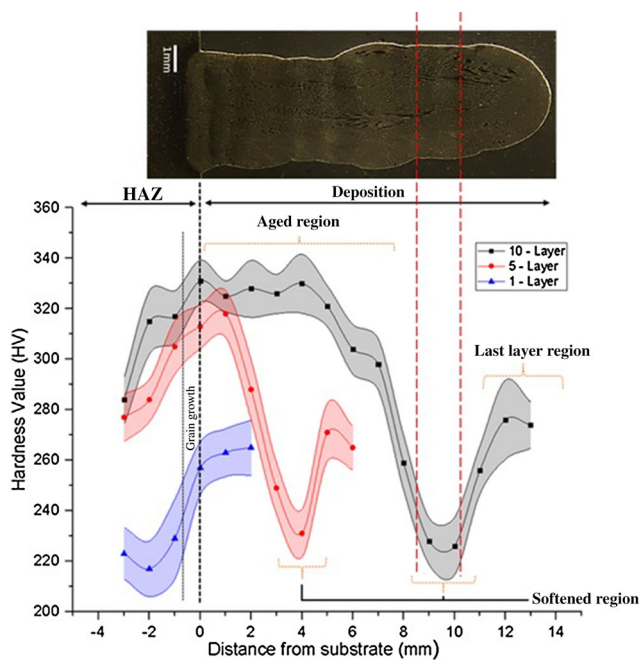 1mm
HAZ
Deposition
Aged region
10 - Layer
5 - Layer
1 - Layer
Last layer region
Grain growth
Softened region
Hardness Value (HV)
360
340
320
300
280
260
240
220
200
-4 -2 0 2 4 6 8 10 12 14
Distance from substrate (mm)